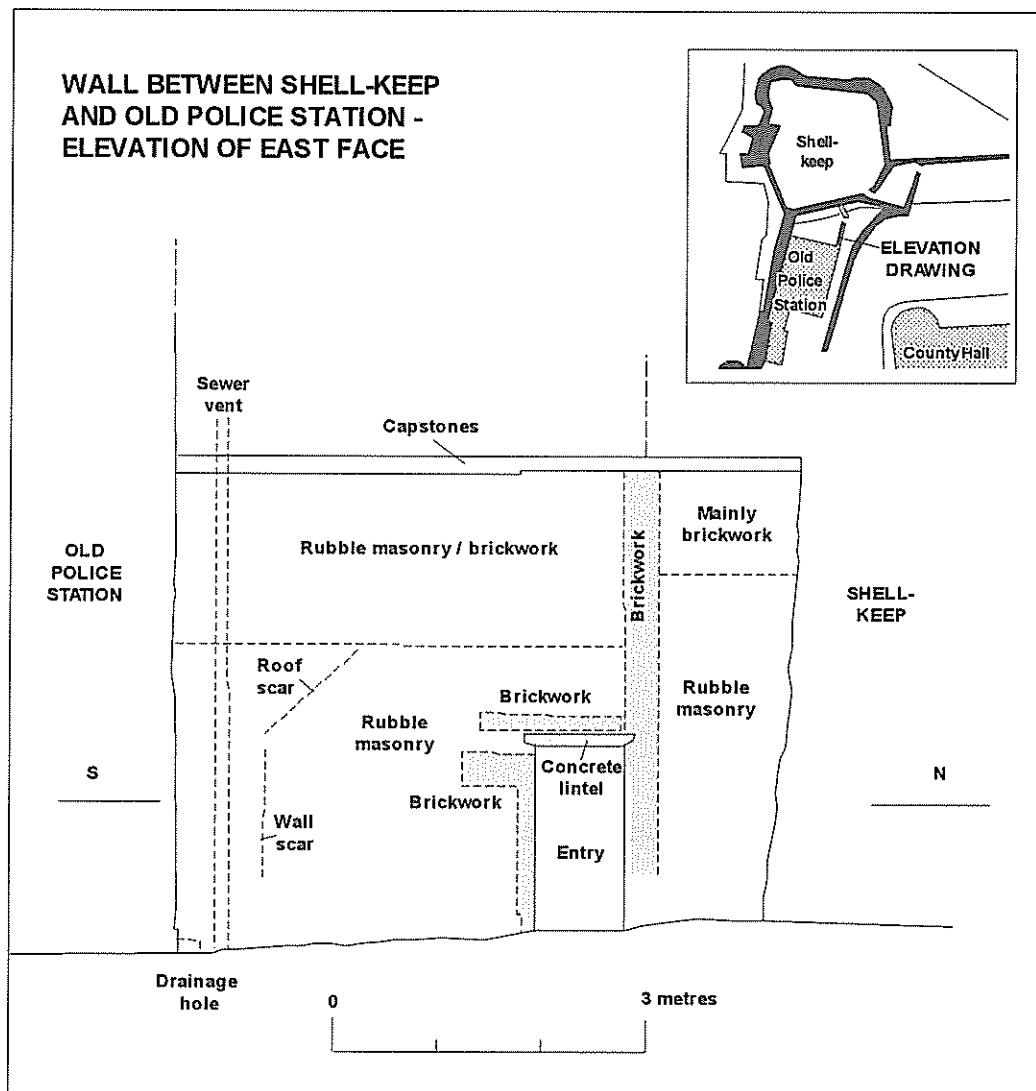 WALL BETWEEN SHELL-KEEP
AND OLD POLICE STATION -
ELEVATION OF EAST FACE
Shell-
keep
ELEVATION
DRAWING
Old
Police
Station
County Hall
Sewer
vent
Capstones
OLD
POLICE
STATION
Rubble masonry / brickwork
Brickwork
Mainly
brickwork
SHELL-
KEEP
Roof
scar
Rubble
masonry
Brickwork
Rubble
masonry
S
Concrete
lintel
N
Brickwork
Wall
scar
Entry
Drainage
hole
0
3 metres